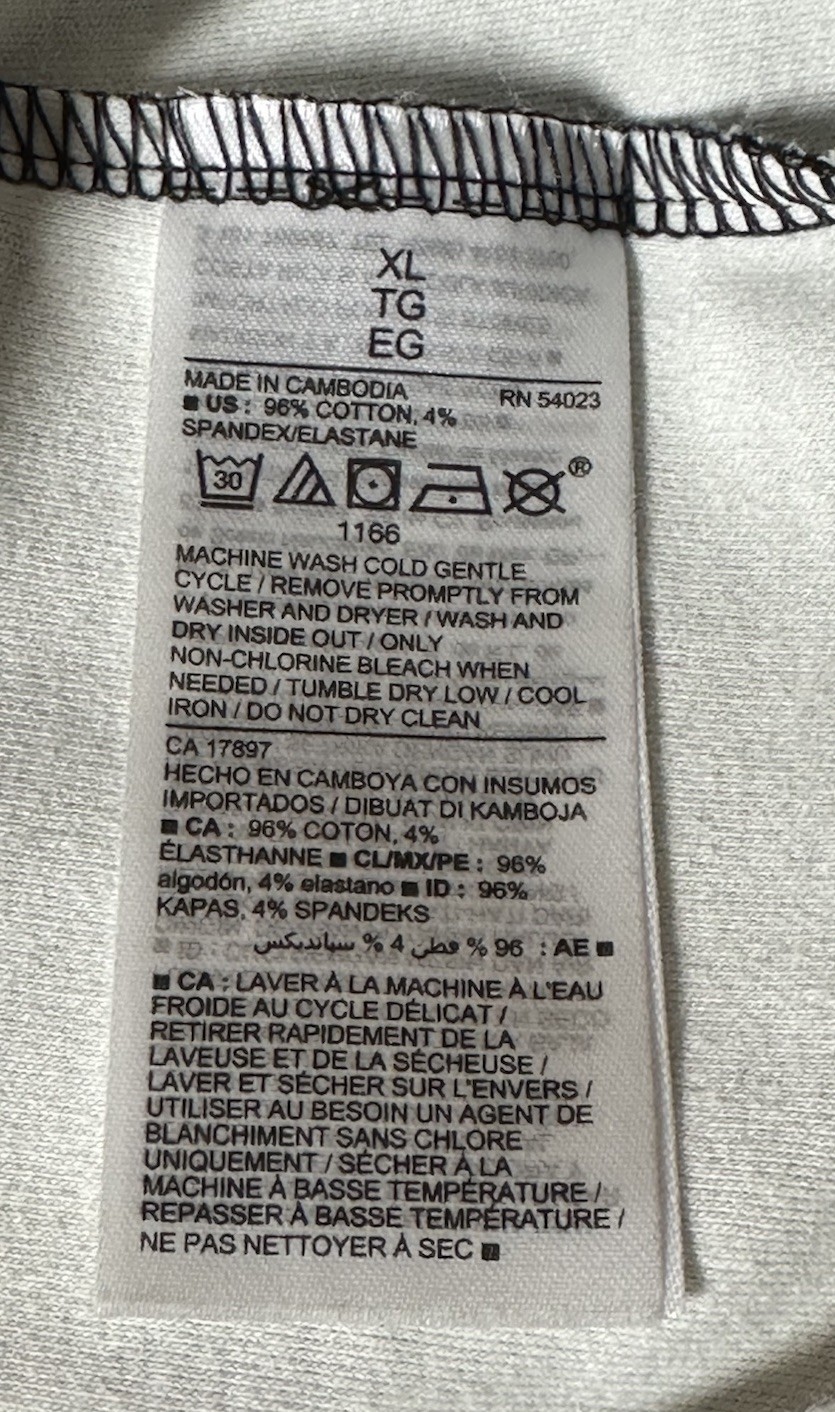 XL
TG
EG
MADE IN CAMBODIA RN 54023
■ US : 96% COTTON, 4%
SPANDEX/ELASTANE
30 ®
1166
MACHINE WASH COLD GENTLE
CYCLE / REMOVE PROMPTLY FROM
WASHER AND DRYER / WASH AND
DRY INSIDE OUT / ONLY
NON-CHLORINE BLEACH WHEN
NEEDED / TUMBLE DRY LOW / COOL
IRON / DO NOT DRY CLEAN
CA 17897
HECHO EN CAMBOYA CON INSUMOS
IMPORTADOS / DIBUAT DI KAMBOJA
■ CA : 96% COTON, 4%
ÉLASTHANNE ■ CL/MX/PE : 96%
algodón, 4% elastano ■ ID : 96%
KAPAS, 4% SPANDEKS
■ AE : 96 % قطن 4 % سبانديكس
■ CA : LAVER À LA MACHINE À L'EAU
FROIDE AU CYCLE DÉLICAT /
RETIRER RAPIDEMENT DE LA
LAVEUSE ET DE LA SÉCHEUSE /
LAVER ET SÉCHER SUR L'ENVERS /
UTILISER AU BESOIN UN AGENT DE
BLANCHIMENT SANS CHLORE
UNIQUEMENT / SÉCHER À LA
MACHINE À BASSE TEMPÉRATURE /
REPASSER À BASSE TEMPÉRATURE /
NE PAS NETTOYER À SEC ■